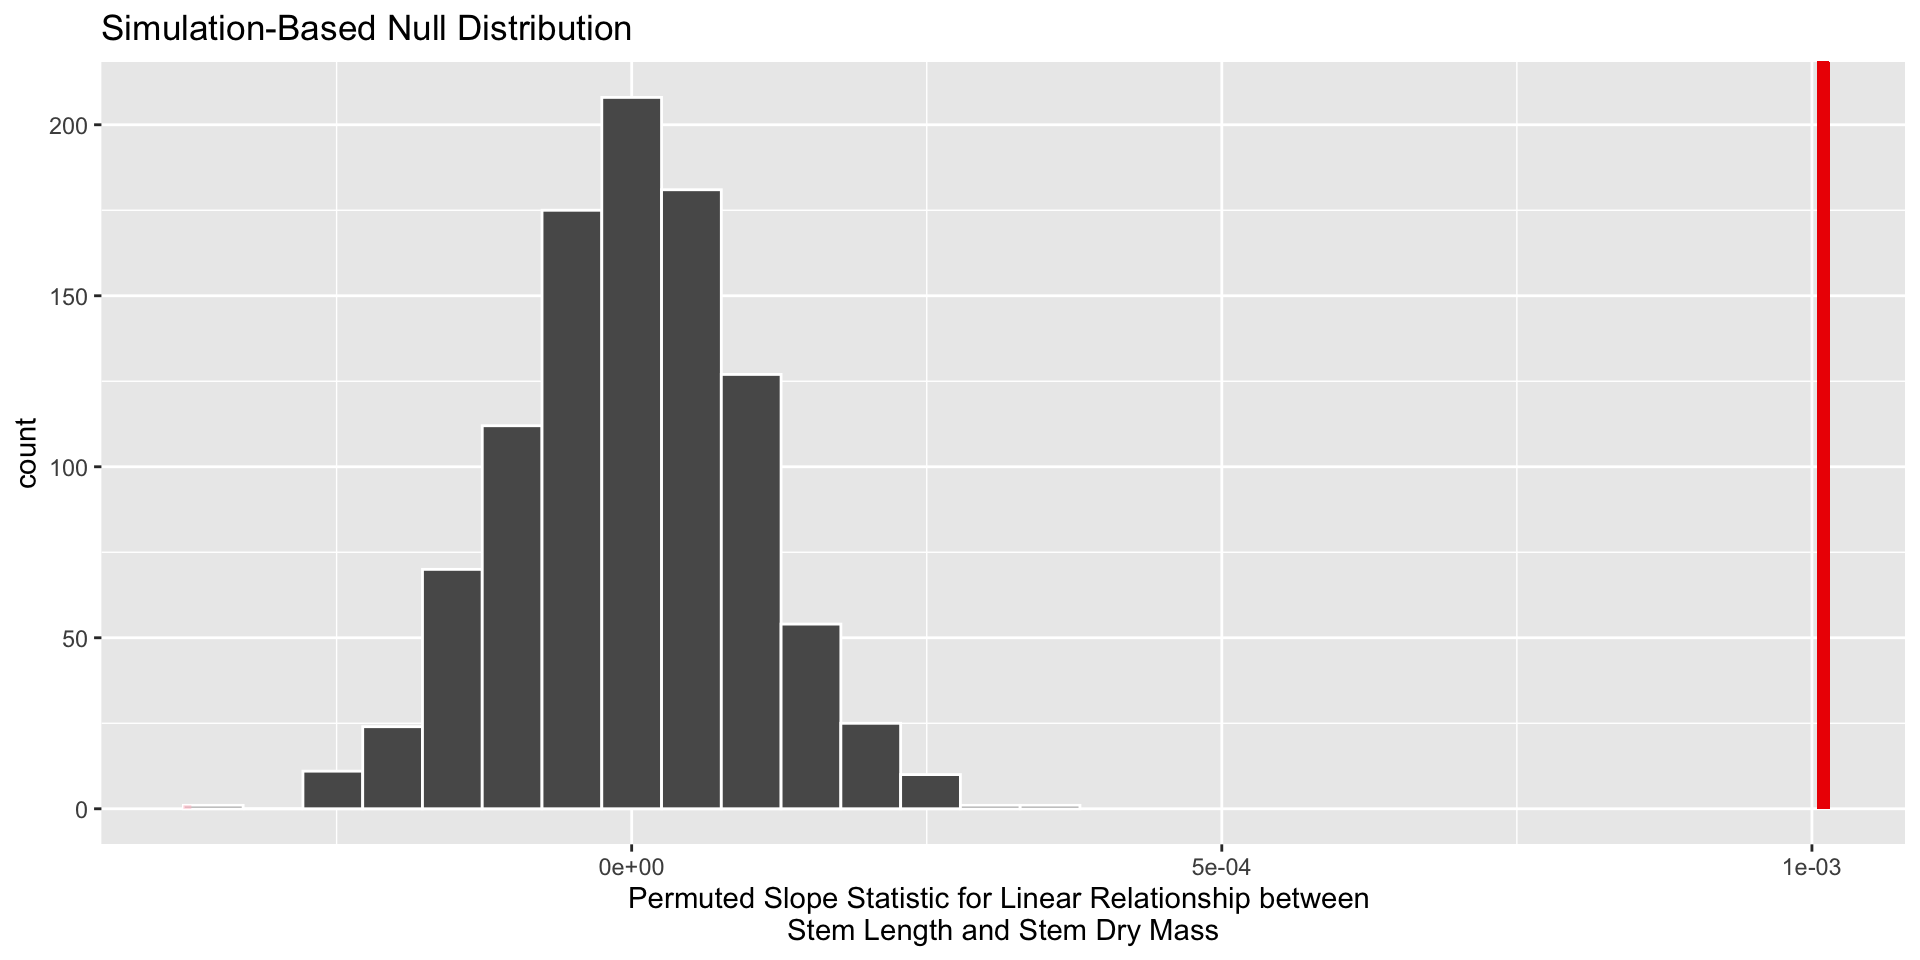 Simulation-Based Null Distribution
count
200
150
100
50
0
0e+00
5e-04
1e-03
Permuted Slope Statistic for Linear Relationship between
Stem Length and Stem Dry Mass